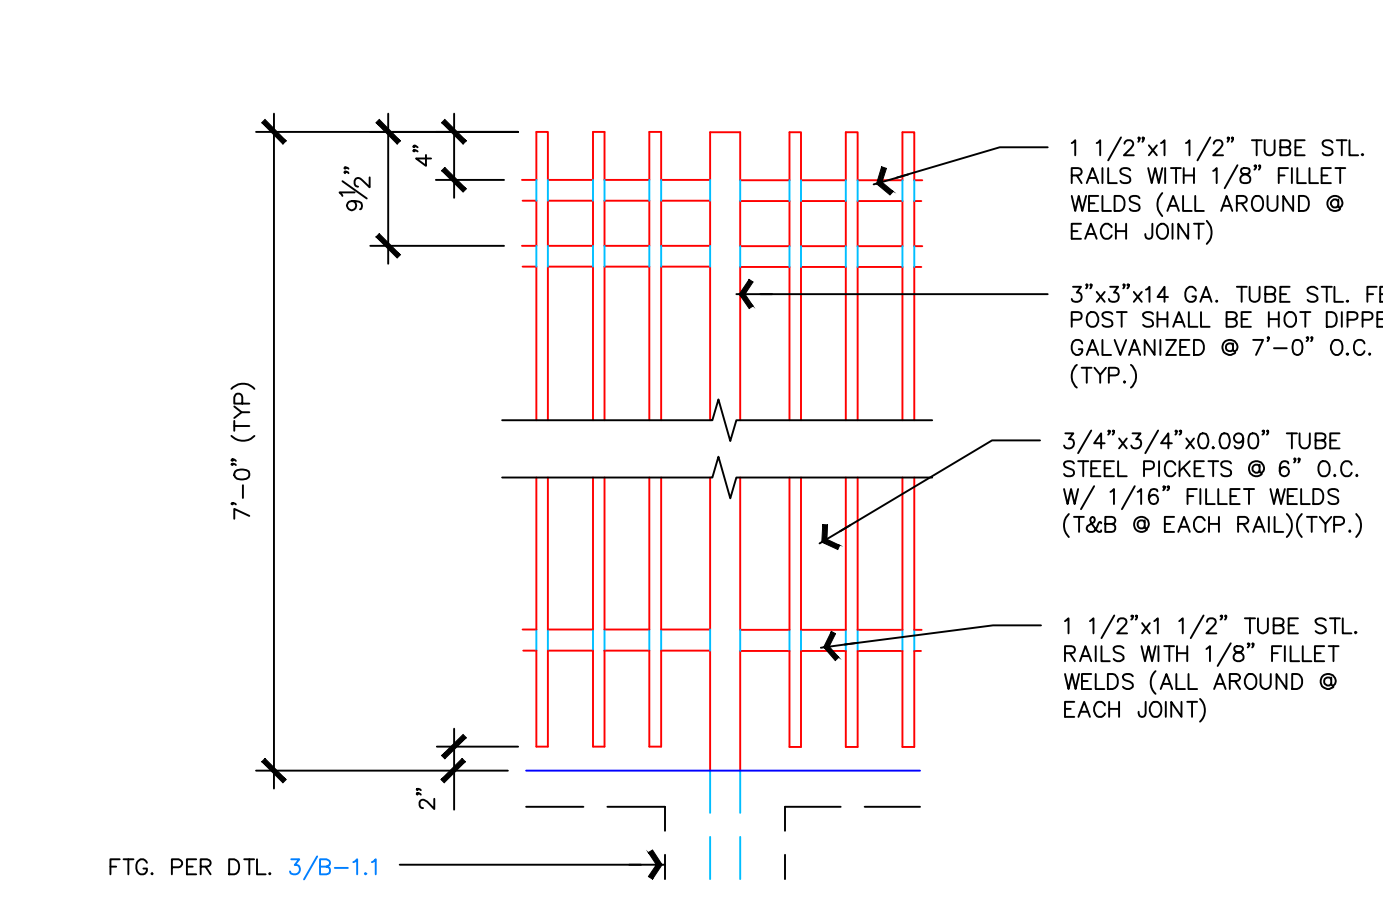 4”
9½”
7’-0” (TYP)
2”
1 1/2”x1 1/2” TUBE STL.
RAILS WITH 1/8” FILLET
WELDS (ALL AROUND @
EACH JOINT)
3”x3”x14 GA. TUBE STL.
POST SHALL BE HOT
GALVANIZED @ 7’-0” O.C.
(TYP.)
3/4”x3/4”x0.090” TUBE
STEEL PICKETS @ 6” O.C.
W/ 1/16” FILLET WELDS
(T&B @ EACH RAIL)(TYP.)
1 1/2”x1 1/2” TUBE STL.
RAILS WITH 1/8” FILLET
WELDS (ALL AROUND @
EACH JOINT)
FTG. PER DTL. 3/B-1.1